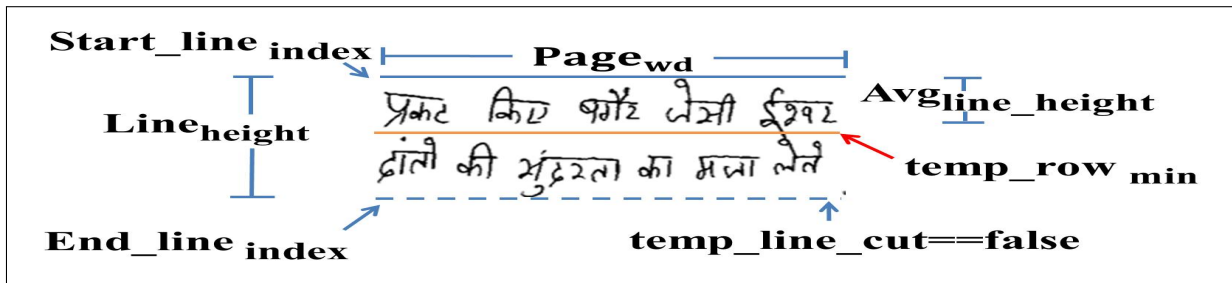 Start_line index
Page wd
Avg line_height
Line height
प्रकट किए बगैर जैसी ईश्वर
दांतो की सुंदरता का मजा लेते
temp_row min
End_line index
temp_line_cut==false